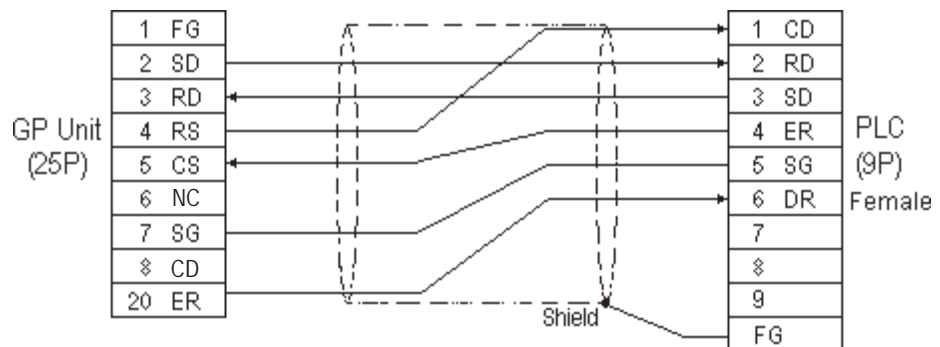 1 FG
2 SD
3 RD
4 RS
5 CS
6 NC
7 SG
8 CD
20 ER
GP Unit
(25P)
Shield
1 CD
2 RD
3 SD
4 ER
5 SG
6 DR
7
8
9
FG
PLC
(9P)
Female